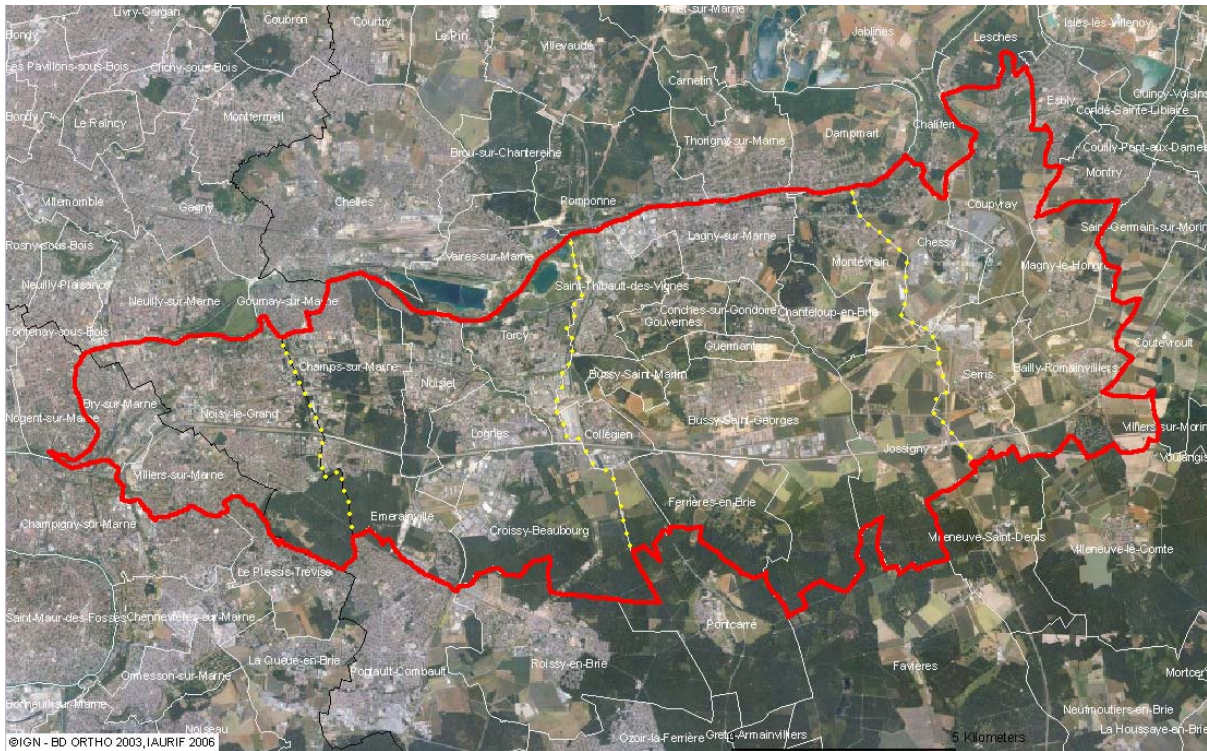 Livry-Gargan
Coubron
Courtry
Bondy
Les Pavillons-sous-Bois
Clichy-sous-Bois
Le Pin
Villevaudé
Jablines
Lesches
Isles-lès-Villenoy
Carnetin
Quincy-Voisins
Esbly
Condé-Sainte-Libiaire
Bondy
Le Raincy
Montfermeil
Brou-sur-Chantereine
Thorigny-sur-Marne
Dampmart
Chalifert
Couilly-Pont-aux-Dames
Montry
Villemomble
Gagny
Chelles
Pomponne
Coupvray
Rosny-sous-Bois
Lagny-sur-Marne
Saint-Germain-sur-Morin
Chessy
Vaires-sur-Marne
Montévrain
Neuilly-Plaisance
Magny-le-Hongre
Neuilly-sur-Marne
Gournay-sur-Marne
Saint-Thibault-des-Vignes
Conches-sur-Gondoire
Chanteloup-en-Brie
Fontenay-sous-Bois
Torcy
Gouvernes
Guermantes
Coutevroult
Champs-sur-Marne
Noisiel
Bussy-Saint-Martin
Serris
Bailly-Romainvilliers
Bry-sur-Marne
Noisy-le-Grand
Nogent-sur-Marne
Bussy-Saint-Georges
Villiers-sur-Morin
Lognes
Collégien
Jossigny
Voulangis
Villiers-sur-Marne
Ferrières-en-Brie
Champigny-sur-Marne
Emerainville
Croissy-Beaubourg
Villeneuve-Saint-Denis
Villeneuve-le-Comte
Le Plessis-Trévise
Saint-Maur-des-Fossés
Chennevières-sur-Marne
Pontcarré
La Queue-en-Brie
Pontault-Combault
Roissy-en-Brie
Favières
Ormesson-sur-Marne
Bonneuil-sur-Marne
Neufmoutiers-en-Brie
Noiseau
Ozoir-la-Ferrière
Gretz-Armainvilliers
La Houssaye-en-Brie
5 Kilometers
©IGN - BD ORTHO 2003, IAURIF 2006